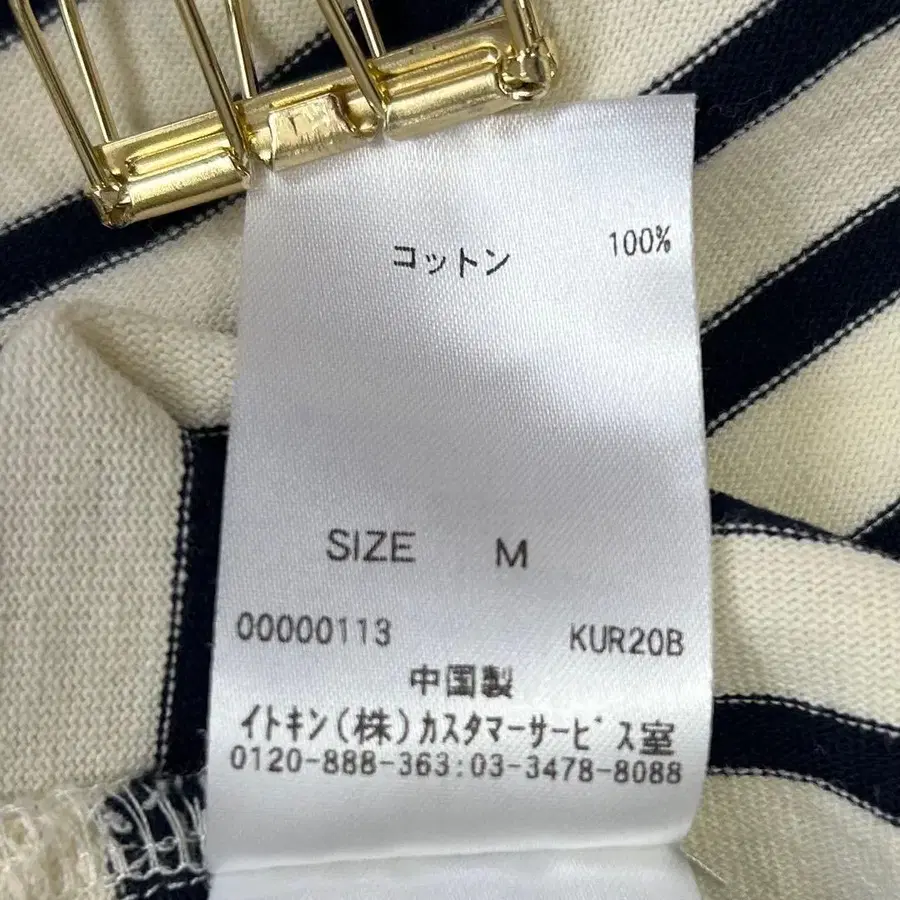 コットン 100%
SIZE M
00000113 KUR20B
中国製
イトキン(株)カスタマーサービス室
0120-888-363:03-3478-8088